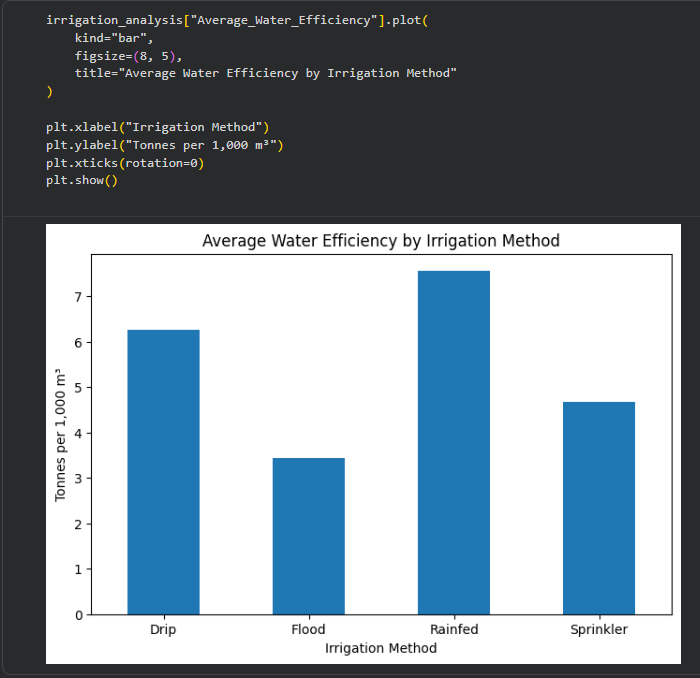 irrigation_analysis["Average_Water_Efficiency"].plot(
    kind="bar",
    figsize=(8, 5),
    title="Average Water Efficiency by Irrigation Method"
)
plt.xlabel("Irrigation Method")
plt.ylabel("Tonnes per 1,000 m³")
plt.xticks(rotation=0)
plt.show()
Average Water Efficiency by Irrigation Method
Tonnes per 1,000 m³
7
6
5
4
3
2
1
0
Drip Flood Rainfed Sprinkler
Irrigation Method